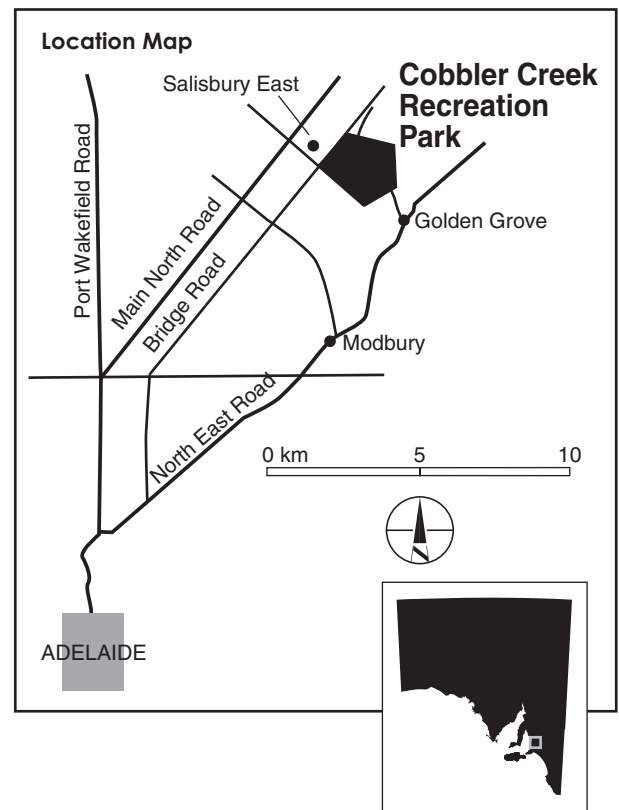 Location Map
Salisbury East
Cobbler Creek
Recreation
Park
Port Wakefield Road
Main North Road
Bridge Road
Golden Grove
Modbury
North East Road
0 km 5 10
ADELAIDE